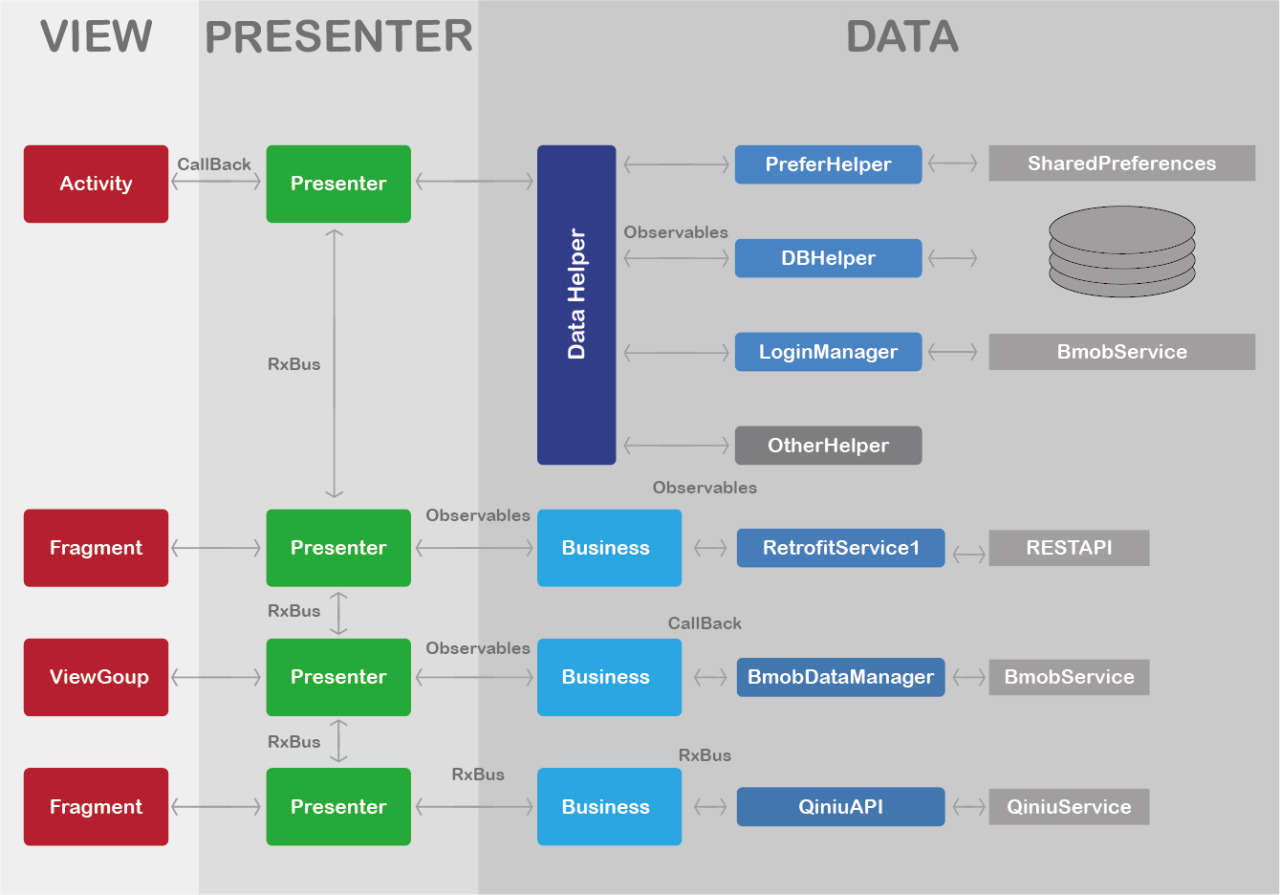 VIEW
PRESENTER
DATA
Activity
CallBack
Presenter
Data Helper
PreferHelper
SharedPreferences
Observables
DBHelper
LoginManager
BmobService
OtherHelper
RxBus
Fragment
Presenter
Observables
Business
Observables
RetrofitService1
RESTAPI
RxBus
ViewGoup
Presenter
Observables
Business
CallBack
BmobDataManager
BmobService
RxBus
Fragment
Presenter
RxBus
Business
RxBus
QiniuAPI
QiniuService